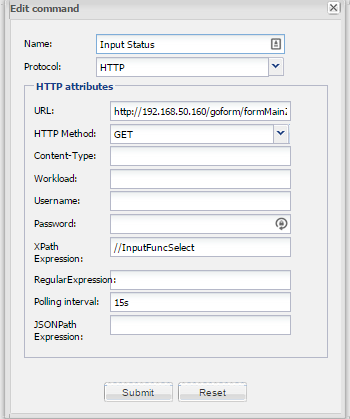 Edit command
Name: Input Status
Protocol: HTTP
HTTP attributes
URL: http://192.168.50.160/goform/formMain
HTTP Method: GET
Content-Type:
Workload:
Username:
Password:
XPath
Expression: //InputFuncSelect
RegularExpression:
Polling interval: 15s
JSONPath
Expression:
Submit Reset